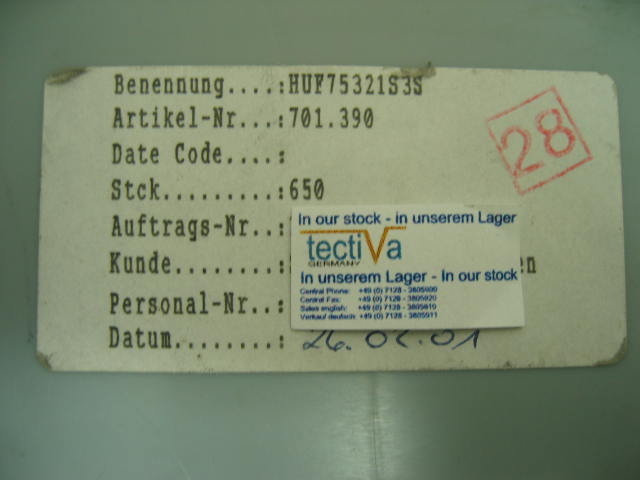 Benennung....:HUF75321S3S
Artikel-Nr...:701.390
28
Date Code....:
Stck.........:650
Auftrags-Nr..:
Kunde........:
en
Personal-Nr..:
Datum........: 26.02.01
In our stock - in unserem Lager
tectiVa
GERMANY
In unserem Lager - In our stock
Central Phone: +49 (0) 7128 - 3805900
Central Fax: +49 (0) 7128 - 3805920
Sales english: +49 (0) 7128 - 3805910
Verkauf deutsch: +49 (0) 7128 - 3805911